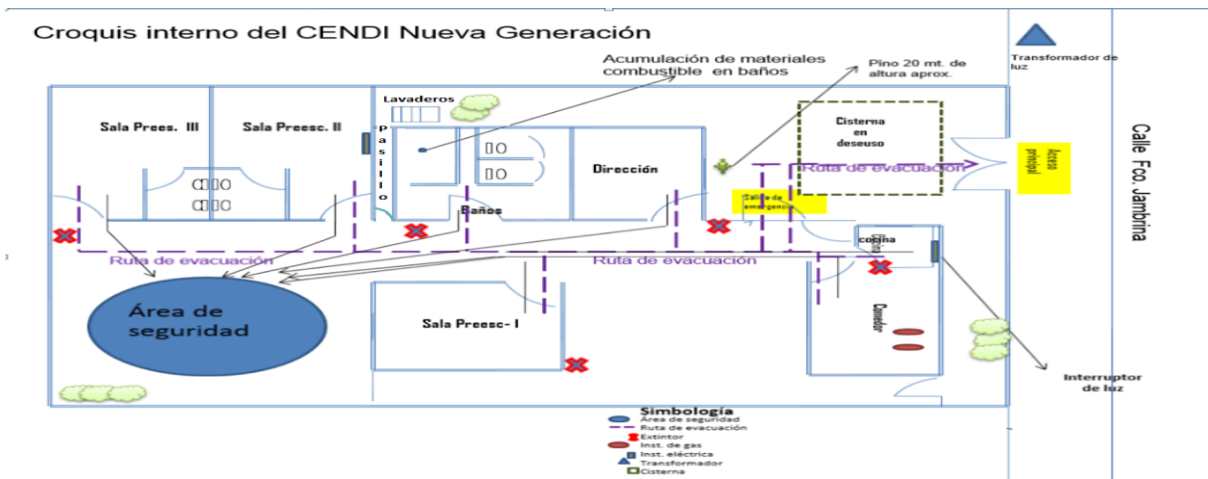 Croquis interno del CENDI Nueva Generación
Acumulación de materiales
combustible en baños
Pino 20 mt. de
altura aprox.
Transformador de
luz
Lavaderos
Sala Prees. III
Sala Preesc. II
pasillo
Dirección
Cisterna
en
desuso
Ruta de evacuación
Acceso
principal
Calle Fco. Jambrina
Salida de
emergencia
Baños
cocina
Ruta de evacuación
Ruta de evacuación
Área de
seguridad
Sala Preesc- I
Comedor
Interruptor
de luz
Simbología
Área de seguridad
Ruta de evacuación
Extintor
Inst. de gas
Inst. eléctrica
Transformador
Cisterna